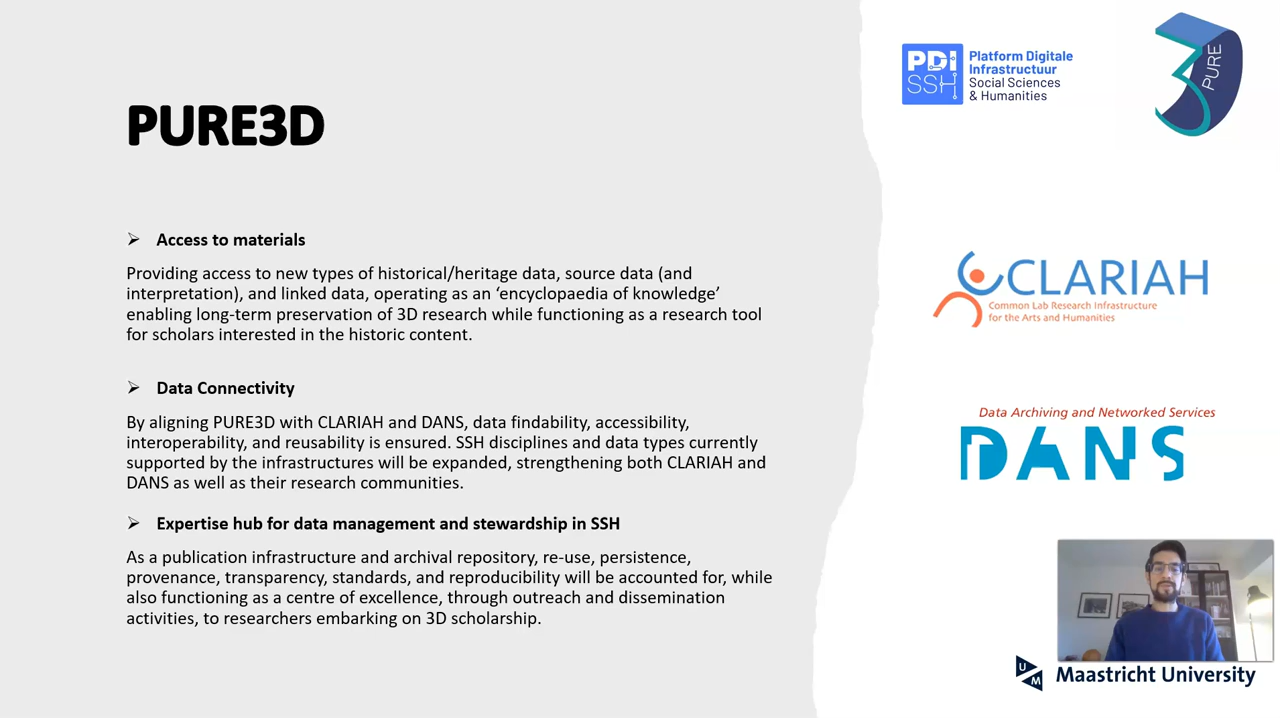 PURE3D
➢ Access to materials
Providing access to new types of historical/heritage data, source data (and
interpretation), and linked data, operating as an ‘encyclopaedia of knowledge’
enabling long-term preservation of 3D research while functioning as a research tool
for scholars interested in the historic content.
➢ Data Connectivity
By aligning PURE3D with CLARIAH and DANS, data findability, accessibility,
interoperability, and reusability is ensured. SSH disciplines and data types currently
supported by the infrastructures will be expanded, strengthening both CLARIAH and
DANS as well as their research communities.
➢ Expertise hub for data management and stewardship in SSH
As a publication infrastructure and archival repository, re-use, persistence,
provenance, transparency, standards, and reproducibility will be accounted for, while
also functioning as a centre of excellence, through outreach and dissemination
activities, to researchers embarking on 3D scholarship.
PDI
SSH
Platform Digitale
Infrastructuur
Social Sciences
& Humanities
3
PURE
CLARIAH
Common Lab Research Infrastructure
for the Arts and Humanities
Data Archiving and Networked Services
DANS
U
M
Maastricht University